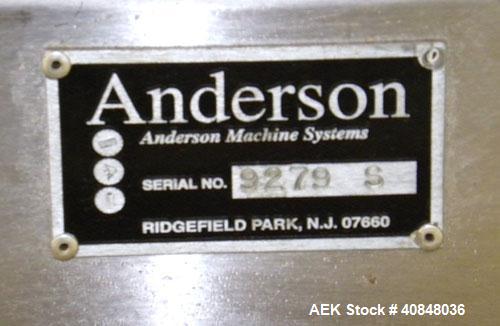 Anderson
Anderson Machine Systems
SERIAL NO. 9279 S
RIDGEFIELD PARK, N.J. 07660
AEK Stock # 40848036